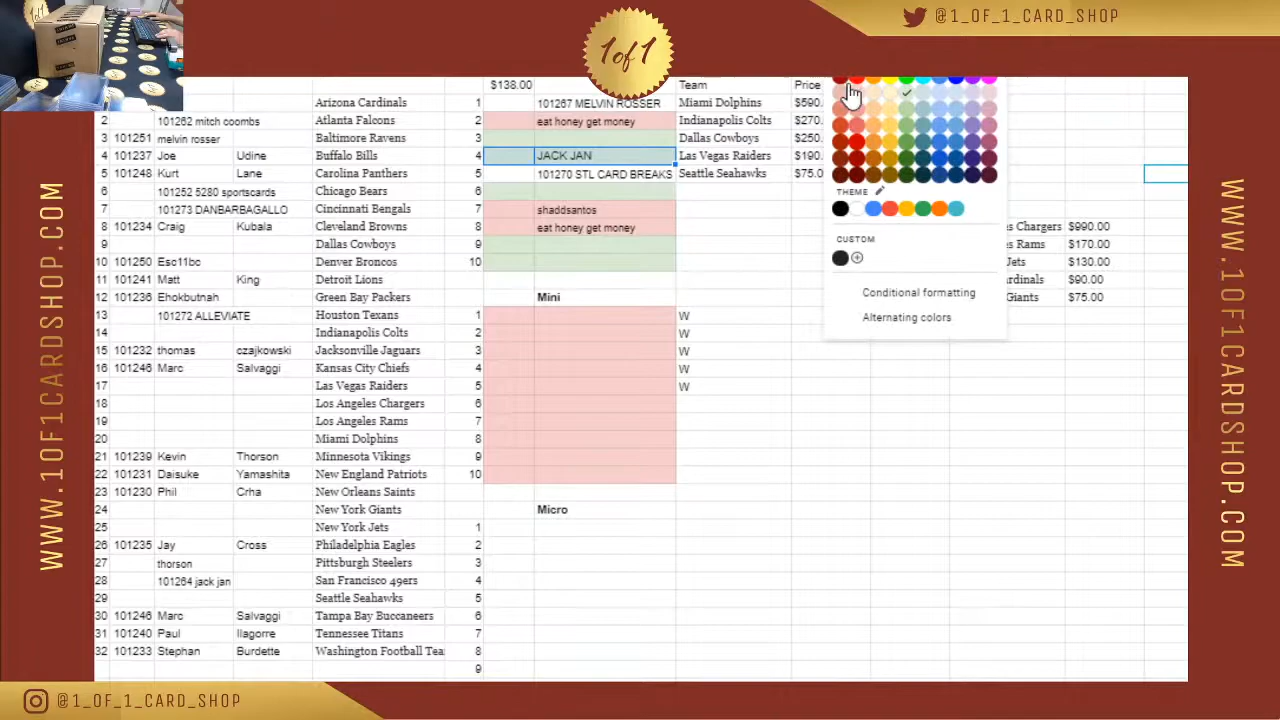 1of1
@1_OF_1_CARD_SHOP
WWW.1OF1CARDSHOP.COM
$138.00 Team Price
Arizona Cardinals 1 101267 MELVIN ROSSER Miami Dolphins $590.
2 101262 mitch coombs Atlanta Falcons 2 eat honey get money Indianapolis Colts $270.
3 101251 melvin rosser Baltimore Ravens 3 Dallas Cowboys $250.
4 101237 Joe Udine Buffalo Bills 4 JACK JAN Las Vegas Raiders $190.
5 101248 Kurt Lane Carolina Panthers 5 101270 STL CARD BREAKS Seattle Seahawks $75.0
6 101252 5280 sportscards Chicago Bears 6
7 101273 DANBARBAGALLO Cincinnati Bengals 7 shaddsantos
8 101234 Craig Kubala Cleveland Browns 8 eat honey get money s Chargers $990.00
9 Dallas Cowboys 9 s Rams $170.00
10 101250 Esc11bc Denver Broncos 10 Jets $130.00
11 101241 Matt King Detroit Lions rdinals $90.00
12 101236 Ehokbutnah Green Bay Packers Mini Giants $75.00
13 101272 ALLEVIATE Houston Texans 1 W
14 Indianapolis Colts 2 W
15 101232 thomas czajkowski Jacksonville Jaguars 3 W
16 101246 Marc Salvaggi Kansas City Chiefs 4 W
17 Las Vegas Raiders 5 W
18 Los Angeles Chargers 6
19 Los Angeles Rams 7
20 Miami Dolphins 8
21 101239 Kevin Thorson Minnesota Vikings 9
22 101231 Daisuke Yamashita New England Patriots 10
23 101230 Phil Crha New Orleans Saints
24 New York Giants Micro
25 New York Jets 1
26 101235 Jay Cross Philadelphia Eagles 2
27 thorson Pittsburgh Steelers 3
28 101264 jack jan San Francisco 49ers 4
29 Seattle Seahawks 5
30 101246 Marc Salvaggi Tampa Bay Buccaneers 6
31 101240 Paul Ilagorre Tennessee Titans 7
32 101233 Stephan Burdette Washington Football Tea 8
9
THEME
CUSTOM
Conditional formatting
Alternating colors
WWW.1OF1CARDSHOP.COM
@1_OF_1_CARD_SHOP